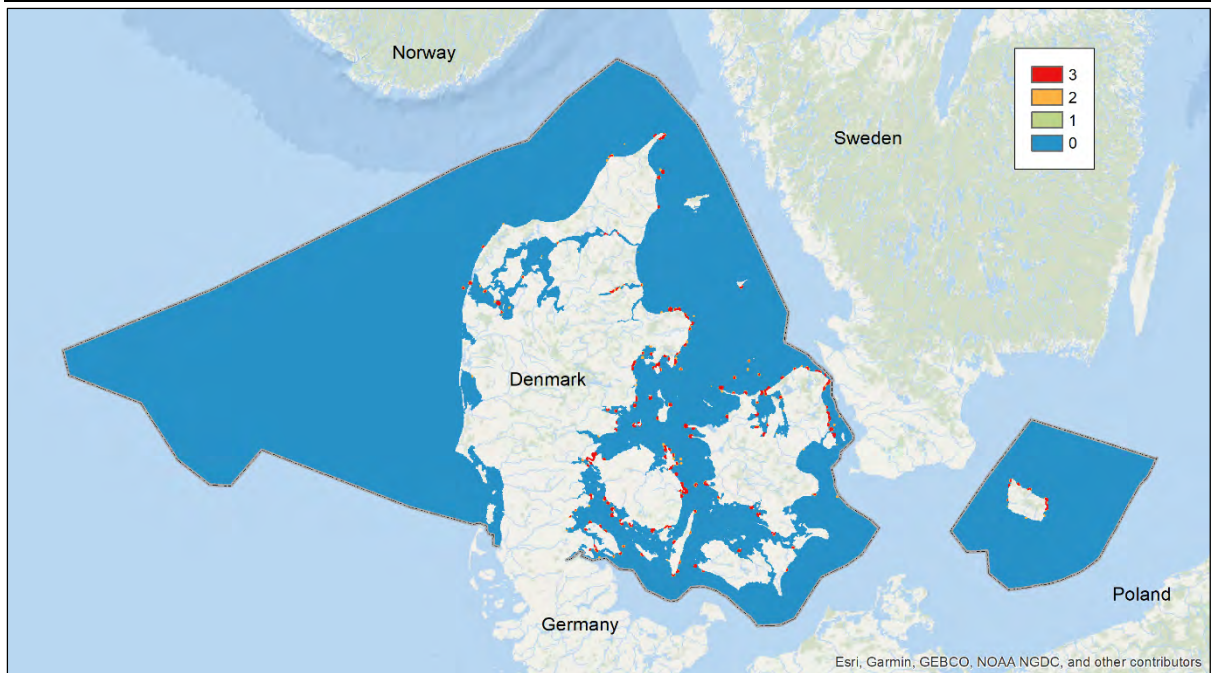 Norway
3
2
1
0
Sweden
Denmark
Poland
Germany
Esri, Garmin, GEBCO, NOAA NGDC, and other contributors